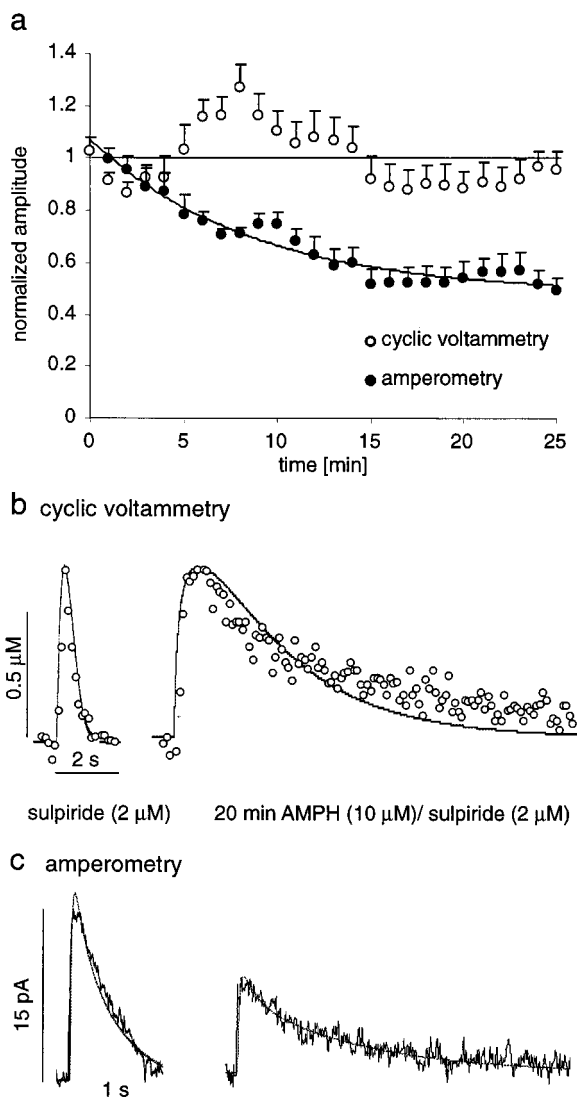 a
1.4
1.2
1
0.8
0.6
0.4
0.2
0
normalized amplitude
cyclic voltammetry
amperometry
0 5 10 15 20 25
time [min]
b cyclic voltammetry
0.5 μM
2 s
sulpiride (2 μM) 20 min AMPH (10 μM)/ sulpiride (2 μM)
c amperometry
15 pA
1 s